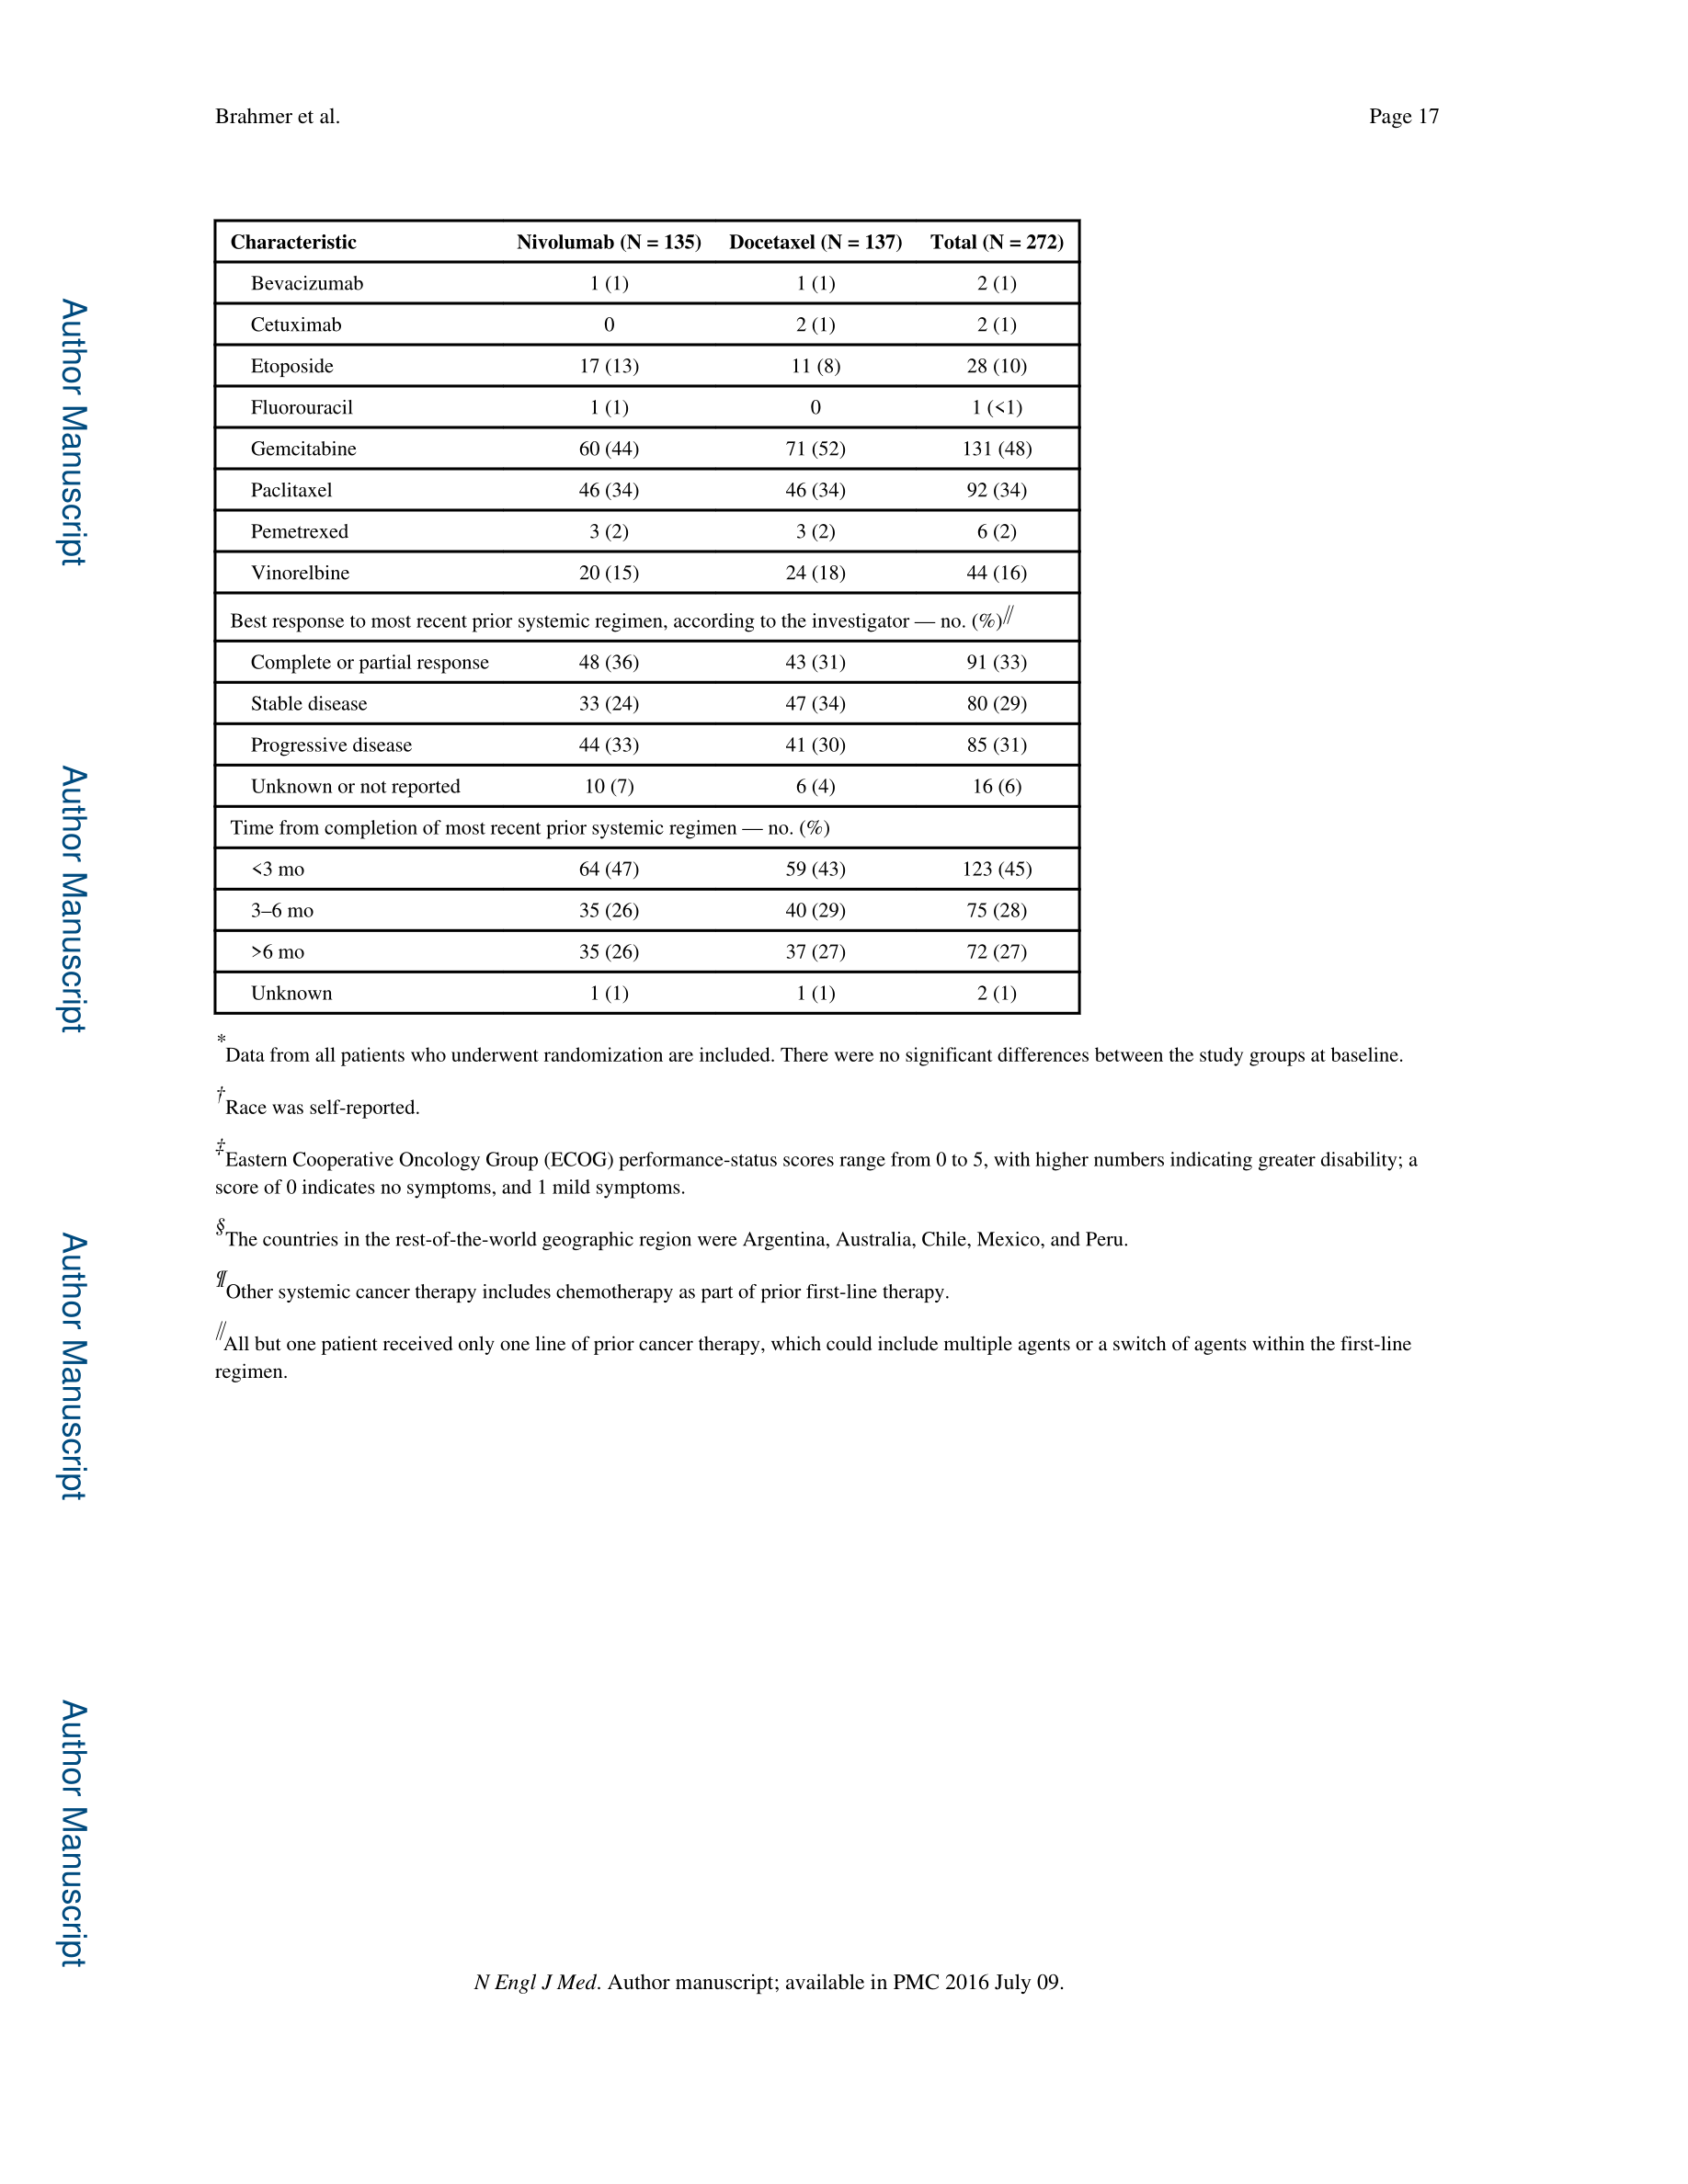 Brahmer et al. Page 17
Characteristic Nivolumab (N = 135) Docetaxel (N = 137) Total (N = 272)
Bevacizumab 1 (1) 1 (1) 2 (1)
Cetuximab 0 2 (1) 2 (1)
Etoposide 17 (13) 11 (8) 28 (10)
Fluorouracil 1 (1) 0 1 (<1)
Gemcitabine 60 (44) 71 (52) 131 (48)
Paclitaxel 46 (34) 46 (34) 92 (34)
Pemetrexed 3 (2) 3 (2) 6 (2)
Vinorelbine 20 (15) 24 (18) 44 (16)
Best response to most recent prior systemic regimen, according to the investigator — no. (%)//
Complete or partial response 48 (36) 43 (31) 91 (33)
Stable disease 33 (24) 47 (34) 80 (29)
Progressive disease 44 (33) 41 (30) 85 (31)
Unknown or not reported 10 (7) 6 (4) 16 (6)
Time from completion of most recent prior systemic regimen — no. (%)
<3 mo 64 (47) 59 (43) 123 (45)
3–6 mo 35 (26) 40 (29) 75 (28)
>6 mo 35 (26) 37 (27) 72 (27)
Unknown 1 (1) 1 (1) 2 (1)
*Data from all patients who underwent randomization are included. There were no significant differences between the study groups at baseline.
†Race was self-reported.
‡Eastern Cooperative Oncology Group (ECOG) performance-status scores range from 0 to 5, with higher numbers indicating greater disability; a
score of 0 indicates no symptoms, and 1 mild symptoms.
§The countries in the rest-of-the-world geographic region were Argentina, Australia, Chile, Mexico, and Peru.
¶Other systemic cancer therapy includes chemotherapy as part of prior first-line therapy.
//All but one patient received only one line of prior cancer therapy, which could include multiple agents or a switch of agents within the first-line
regimen.
N Engl J Med. Author manuscript; available in PMC 2016 July 09.
Author Manuscript
Author Manuscript
Author Manuscript
Author Manuscript